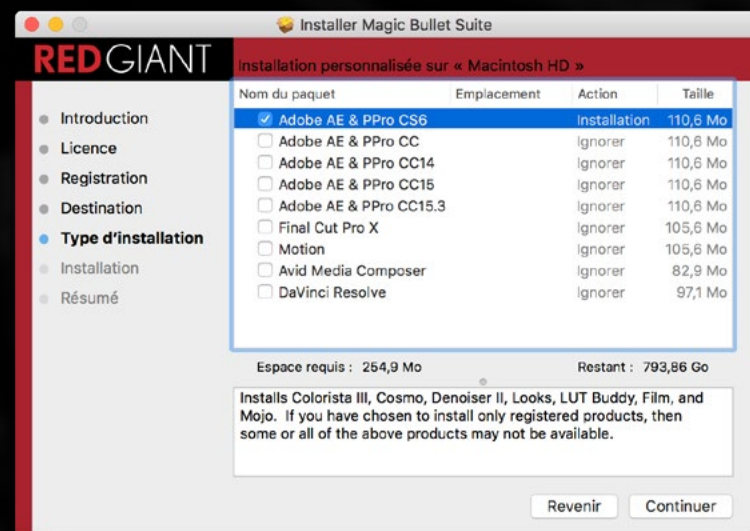 Installer Magic Bullet Suite
RED GIANT
Installation personnalisée sur « Macintosh HD »
Introduction
Licence
Registration
Destination
Type d'installation
Installation
Résumé
Nom du paquet Emplacement Action Taille
Adobe AE & PPro CS6 Installation 110,6 Mo
Adobe AE & PPro CC Ignorer 110,6 Mo
Adobe AE & PPro CC14 Ignorer 110,6 Mo
Adobe AE & PPro CC15 Ignorer 110,6 Mo
Adobe AE & PPro CC15.3 Ignorer 110,6 Mo
Final Cut Pro X Ignorer 105,6 Mo
Motion Ignorer 105,6 Mo
Avid Media Composer Ignorer 82,9 Mo
DaVinci Resolve Ignorer 97,1 Mo
Espace requis : 254,9 Mo Restant : 793,86 Go
Installs Colorista III, Cosmo, Denoiser II, Looks, LUT Buddy, Film, and
Mojo. If you have chosen to install only registered products, then
some or all of the above products may not be available.
Revenir Continuer